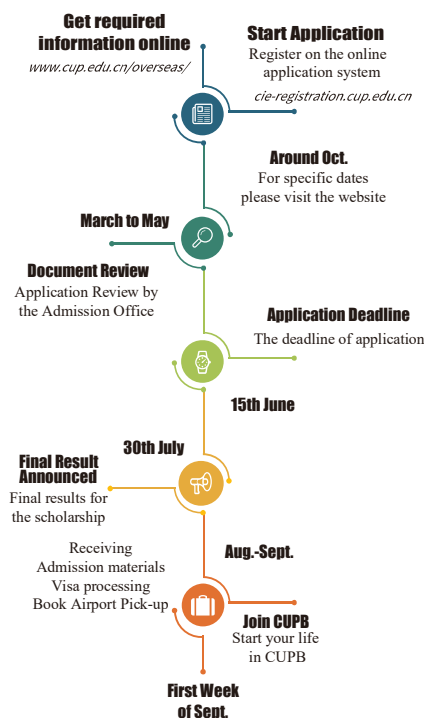 Get required
information online
www.cup.edu.cn/overseas/
Start Application
Register on the online
application system
cie-registration.cup.edu.cn
Around Oct.
For specific dates
please visit the website
March to May
Document Review
Application Review by
the Admission Office
Application Deadline
The deadline of application
15th June
30th July
Final Result
Announced
Final results for
the scholarship
Aug.-Sept.
Receiving
Admission materials
Visa processing
Book Airport Pick-up
Join CUPB
Start your life
in CUPB
First Week
of Sept.